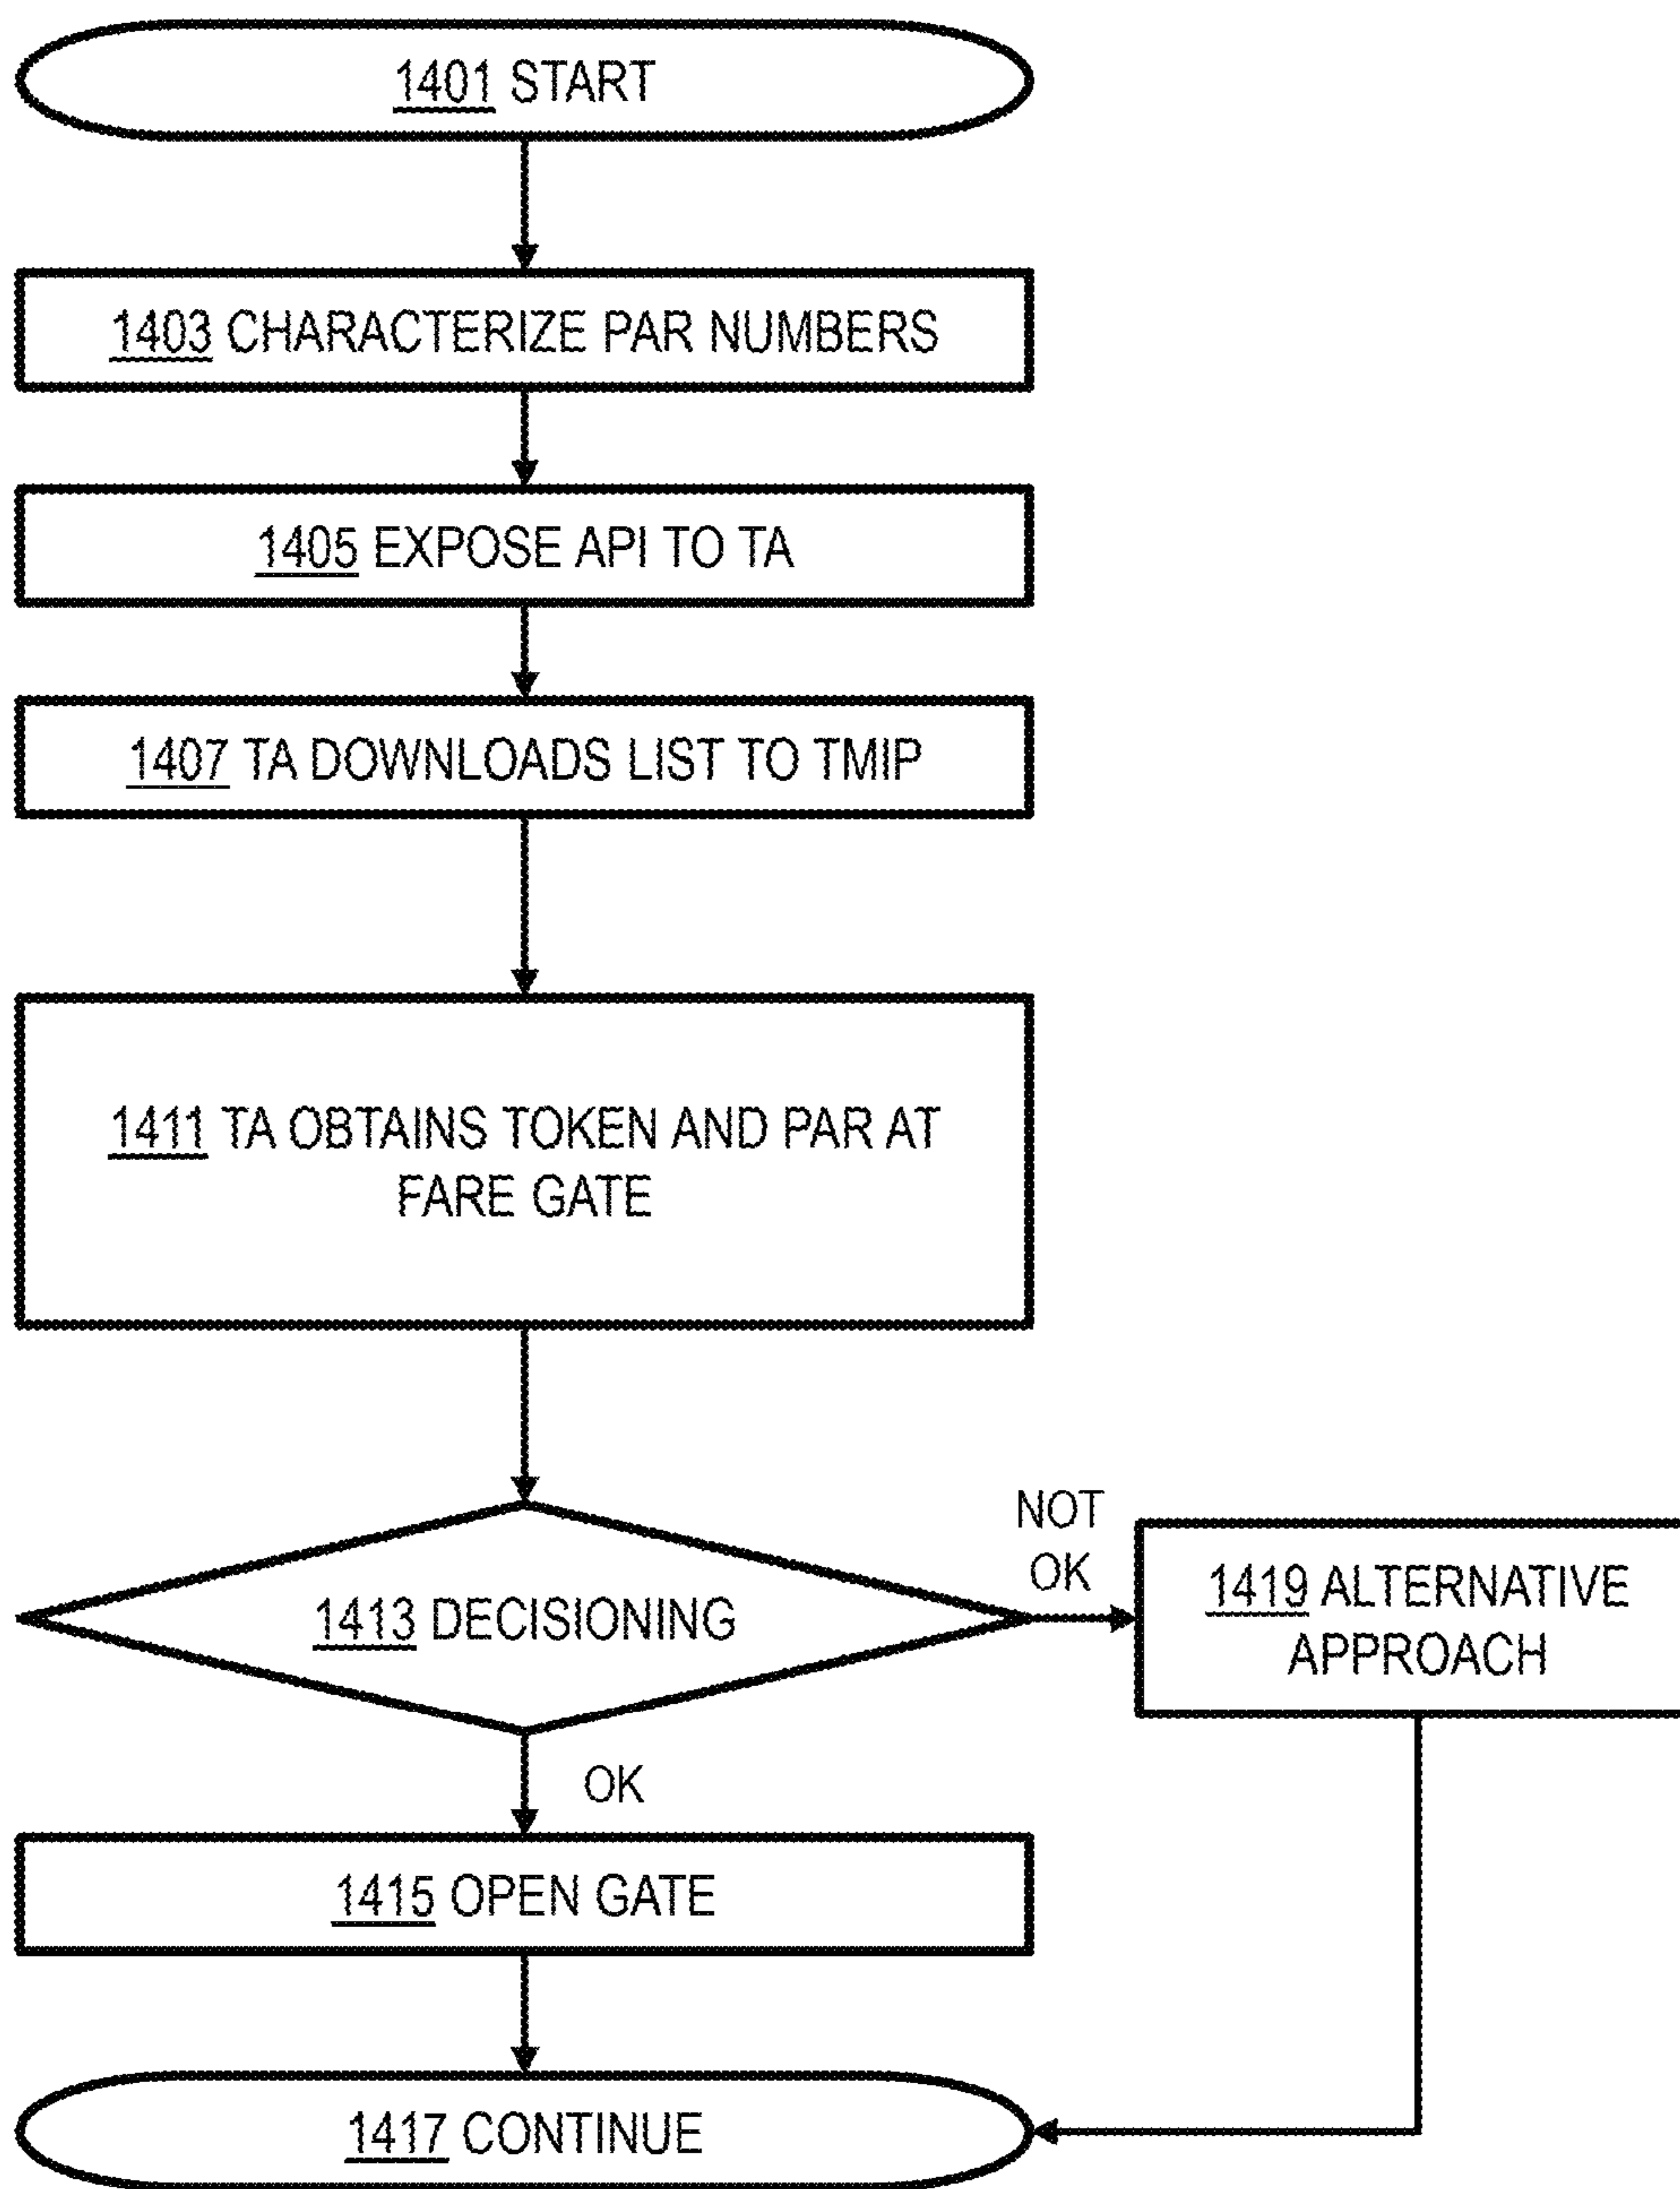 1401 START
1403 CHARACTERIZE PAR NUMBERS
1405 EXPOSE API TO TA
1407 TA DOWNLOADS LIST TO TMIP
1411 TA OBTAINS TOKEN AND PAR AT
FARE GATE
1413 DECISIONING
NOT
OK
1419 ALTERNATIVE
APPROACH
OK
1415 OPEN GATE
1417 CONTINUE